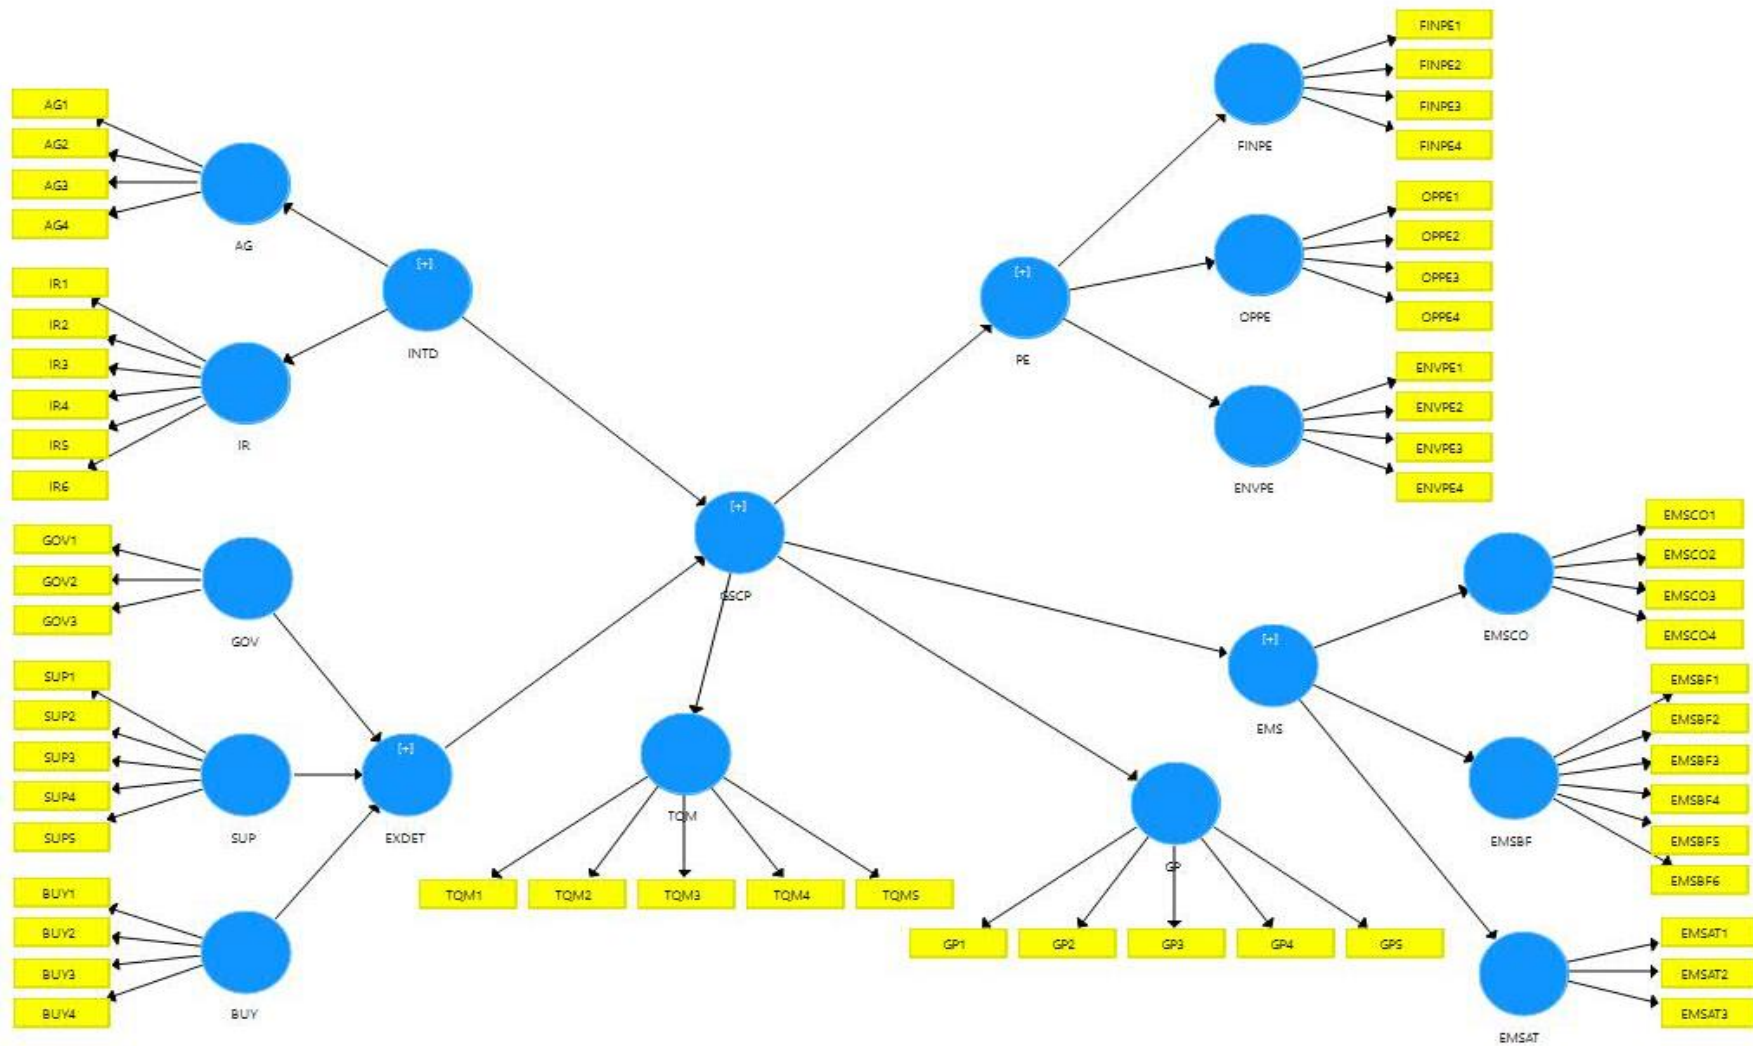 AG1
AG2
AG3
AG4
AG
IR1
IR2
IR3
IR4
IR5
IR6
IR
[+]
INTD
GOV1
GOV2
GOV3
GOV
SUP1
SUP2
SUP3
SUP4
SUP5
SUP
BUY1
BUY2
BUY3
BUY4
BUY
[+]
EXDET
[+]
GSCP
TQM
TQM1
TQM2
TQM3
TQM4
TQM5
GP
GP1
GP2
GP3
GP4
GP5
[+]
PE
FINPE
FINPE1
FINPE2
FINPE3
FINPE4
OPPE
OPPE1
OPPE2
OPPE3
OPPE4
ENVPE
ENVPE1
ENVPE2
ENVPE3
ENVPE4
[+]
EMS
EMSCO
EMSCO1
EMSCO2
EMSCO3
EMSCO4
EMSBF
EMSBF1
EMSBF2
EMSBF3
EMSBF4
EMSBF5
EMSBF6
EMSAT
EMSAT1
EMSAT2
EMSAT3